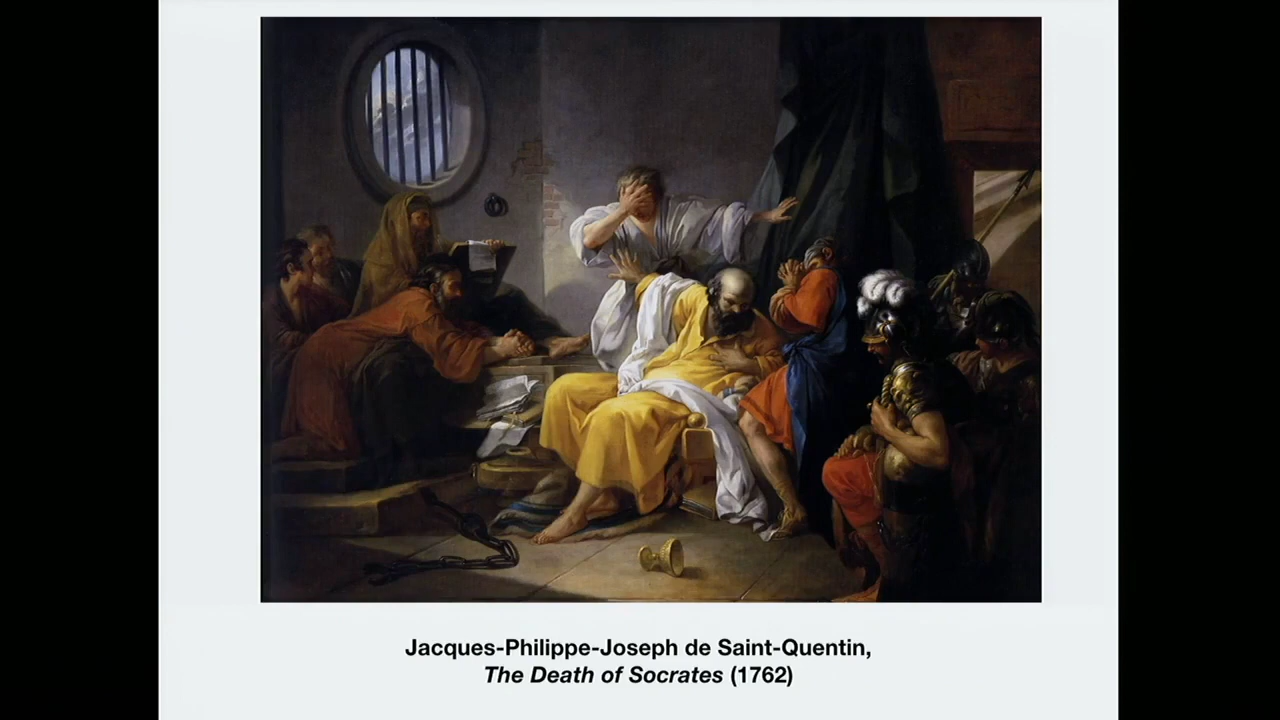 Jacques-Philippe-Joseph de Saint-Quentin,
The Death of Socrates (1762)